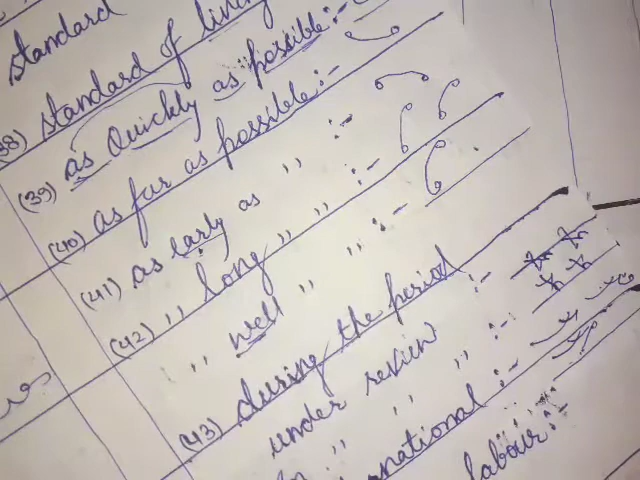 standard
(38) standard of living
(39) as Quickly as possible:-
(40) as far as possible:-
(41) as early as ,, :-
(42) ,, long ,, ,, :-
,, well ,, ,, :-
(43) during the period :-
under review
,, ,, ,, :-
national :-
labour:-